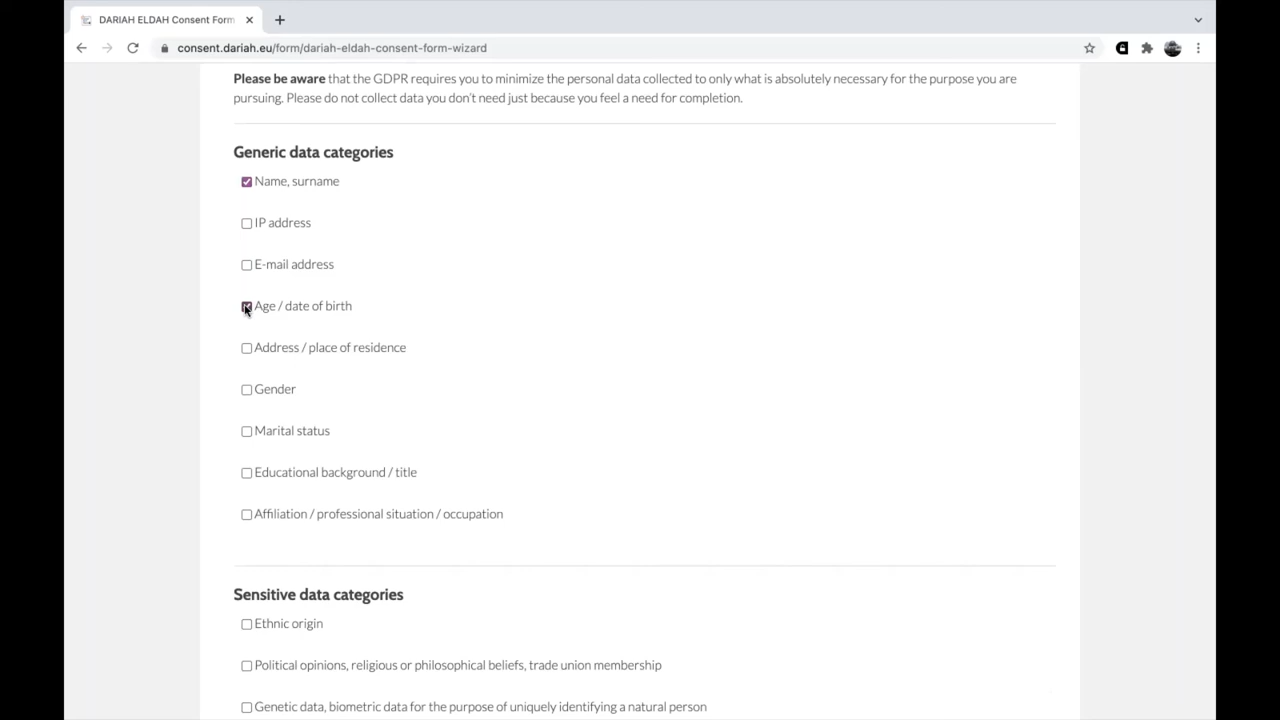 DARIAH ELDAH Consent Form
consent.dariah.eu/form/dariah-eldah-consent-form-wizard
Please be aware that the GDPR requires you to minimize the personal data collected to only what is absolutely necessary for the purpose you are
pursuing. Please do not collect data you don't need just because you feel a need for completion.
Generic data categories
Name, surname
IP address
E-mail address
Age / date of birth
Address / place of residence
Gender
Marital status
Educational background / title
Affiliation / professional situation / occupation
Sensitive data categories
Ethnic origin
Political opinions, religious or philosophical beliefs, trade union membership
Genetic data, biometric data for the purpose of uniquely identifying a natural person